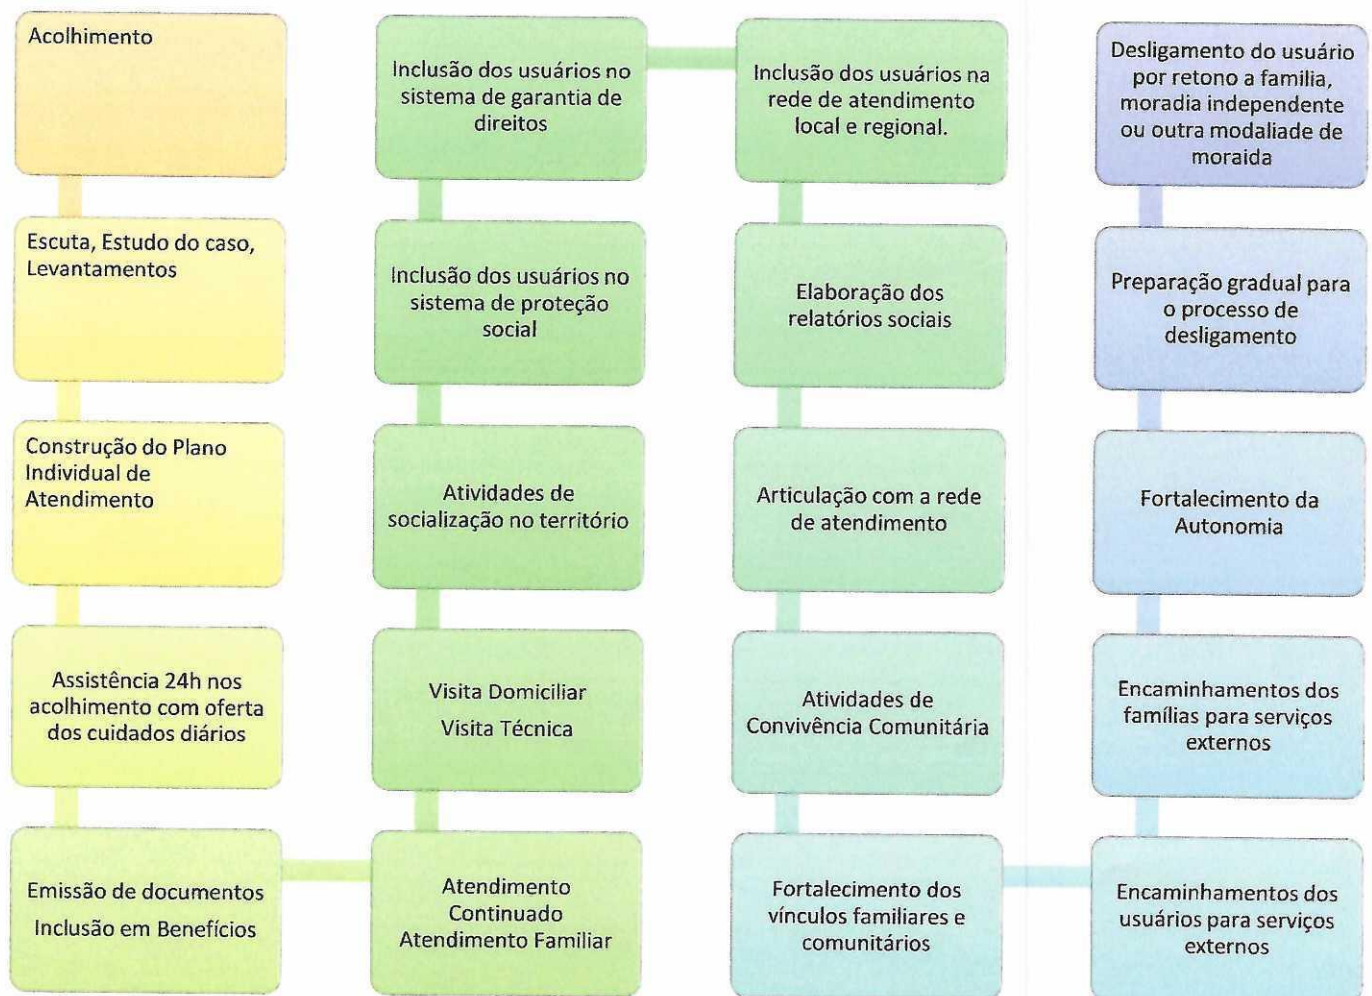 Acolhimento
Escuta, Estudo do caso,
Levantamentos
Construção do Plano
Individual de
Atendimento
Assistência 24h nos
acolhimento com oferta
dos cuidados diários
Emissão de documentos
Inclusão em Benefícios
Atendimento
Continuado
Atendimento Familiar
Visita Domiciliar
Visita Técnica
Atividades de
socialização no território
Inclusão dos usuários no
sistema de proteção
social
Inclusão dos usuários no
sistema de garantia de
direitos
Inclusão dos usuários na
rede de atendimento
local e regional.
Elaboração dos
relatórios sociais
Articulação com a rede
de atendimento
Atividades de
Convivência Comunitária
Fortalecimento dos
vínculos familiares e
comunitários
Encaminhamentos dos
usuários para serviços
externos
Encaminhamentos dos
famílias para serviços
externos
Fortalecimento da
Autonomia
Preparação gradual para
o processo de
desligamento
Desligamento do usuário
por retono a familia,
moradia independente
ou outra modaliade de
moraida